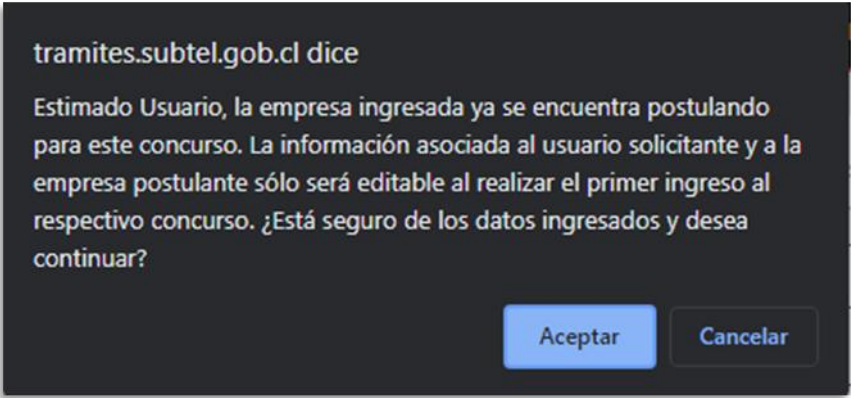 tramites.subtel.gob.cl dice
Estimado Usuario, la empresa ingresada ya se encuentra postulando
para este concurso. La información asociada al usuario solicitante y a la
empresa postulante sólo será editable al realizar el primer ingreso al
respectivo concurso. ¿Está seguro de los datos ingresados y desea
continuar?
Aceptar
Cancelar